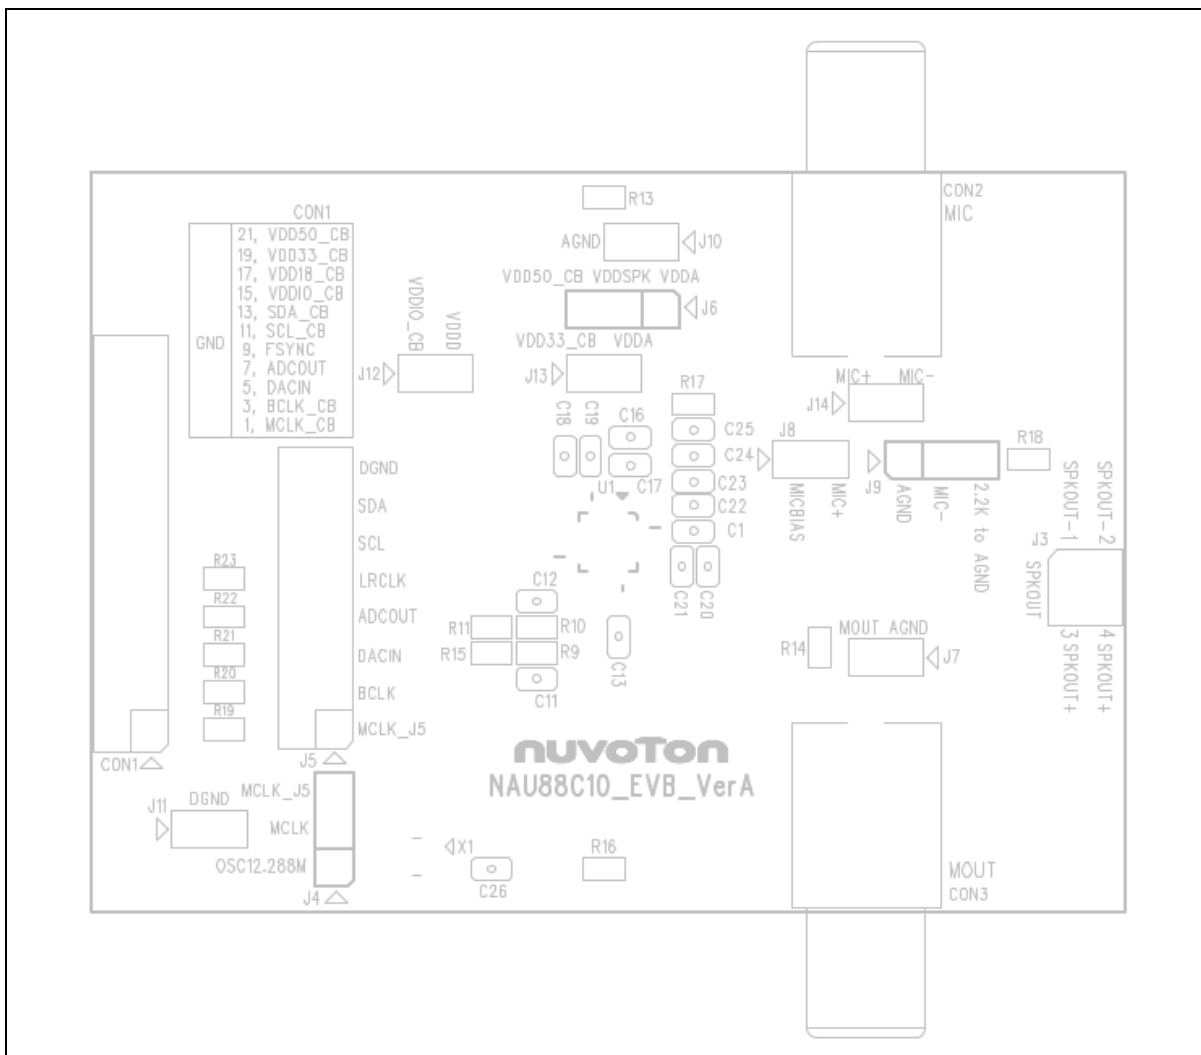 R13
CON2
MIC
CON1
21, VDD50_CB
19, VDD33_CB
17, VDD18_CB
15, VDDIO_CB
13, SDA_CB
11, SCL_CB
9, FSYNC
7, ADCOUT
5, DACIN
3, BCLK_CB
1, MCLK_CB
GND
AGND
J10
VDD50_CB VDDSPK VDDA
J6
VDD33_CB VDDA
J13
VDDIO_CB
VDDD
J12
R17
MIC+ MIC-
J14
C18
C19
C16
C17
C25
C24
C23
C22
C1
C21
C20
U1
J8
MICBIAS
MIC+
J9
AGND
MIC-
2.2K to AGND
R18
SPKOUT-1
SPKOUT-2
J3
SPKOUT
3 SPKOUT+
4 SPKOUT+
DGND
SDA
SCL
LRCLK
ADCOUT
DACIN
BCLK
MCLK_J5
R23
R22
R21
R20
R19
C12
R11
R10
R15
R9
C11
C13
R14
MOUT AGND
J7
CON1
J5
nuvoTon
NAU88C10_EVB_VerA
J11
DGND
MCLK_J5
MCLK
OSC12.288M
J4
X1
C26
R16
MOUT
CON3